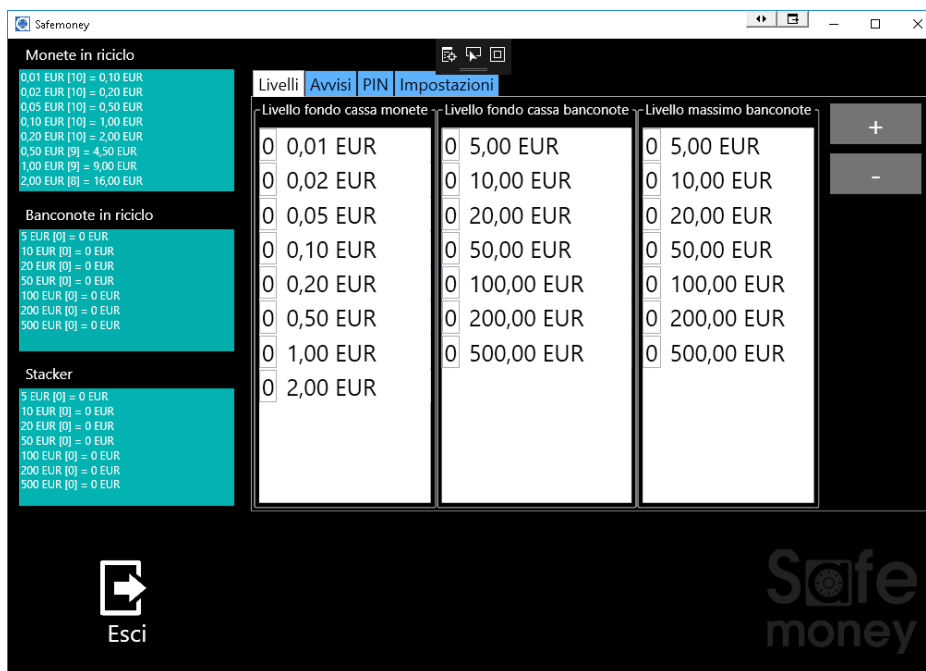 Safemoney
Monete in riciclo
0,01 EUR [10] = 0,10 EUR
0,02 EUR [10] = 0,20 EUR
0,05 EUR [10] = 0,50 EUR
0,10 EUR [10] = 1,00 EUR
0,20 EUR [10] = 2,00 EUR
0,50 EUR [9] = 4,50 EUR
1,00 EUR [9] = 9,00 EUR
2,00 EUR [8] = 16,00 EUR
Banconote in riciclo
5 EUR [0] = 0 EUR
10 EUR [0] = 0 EUR
20 EUR [0] = 0 EUR
50 EUR [0] = 0 EUR
100 EUR [0] = 0 EUR
200 EUR [0] = 0 EUR
500 EUR [0] = 0 EUR
Stacker
5 EUR [0] = 0 EUR
10 EUR [0] = 0 EUR
20 EUR [0] = 0 EUR
50 EUR [0] = 0 EUR
100 EUR [0] = 0 EUR
200 EUR [0] = 0 EUR
500 EUR [0] = 0 EUR
Livelli Avvisi PIN Impostazioni
Livello fondo cassa monete
0 0,01 EUR
0 0,02 EUR
0 0,05 EUR
0 0,10 EUR
0 0,20 EUR
0 0,50 EUR
0 1,00 EUR
0 2,00 EUR
Livello fondo cassa banconote
0 5,00 EUR
0 10,00 EUR
0 20,00 EUR
0 50,00 EUR
0 100,00 EUR
0 200,00 EUR
0 500,00 EUR
Livello massimo banconote
0 5,00 EUR
0 10,00 EUR
0 20,00 EUR
0 50,00 EUR
0 100,00 EUR
0 200,00 EUR
0 500,00 EUR
+
-
Esci
Safe
money